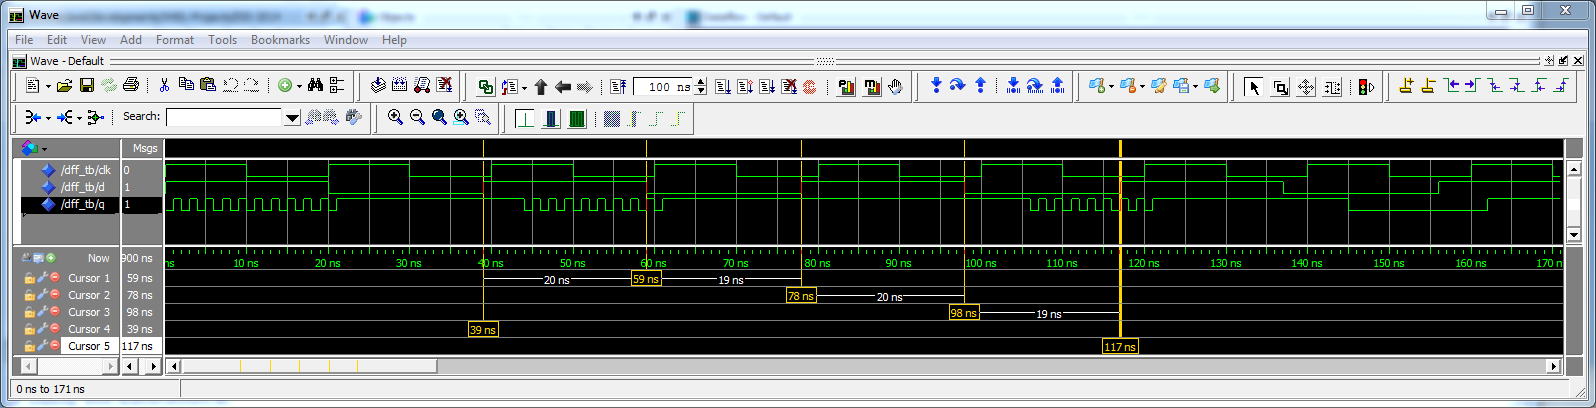 Wave
File Edit View Add Format Tools Bookmarks Window Help
Wave - Default
100 ns
Search:
Msgs
/dff_tb/clk 0
/dff_tb/d 1
/dff_tb/q 1
Now 900 ns ns 10 ns 20 ns 30 ns 40 ns 50 ns 60 ns 70 ns 80 ns 90 ns 100 ns 110 ns 120 ns 130 ns 140 ns 150 ns 160 ns 170 n
Cursor 1 59 ns 20 ns 59 ns 19 ns
Cursor 2 78 ns 78 ns 20 ns
Cursor 3 98 ns 98 ns 19 ns
Cursor 4 39 ns 39 ns
Cursor 5 117 ns 117 ns
0 ns to 171 ns